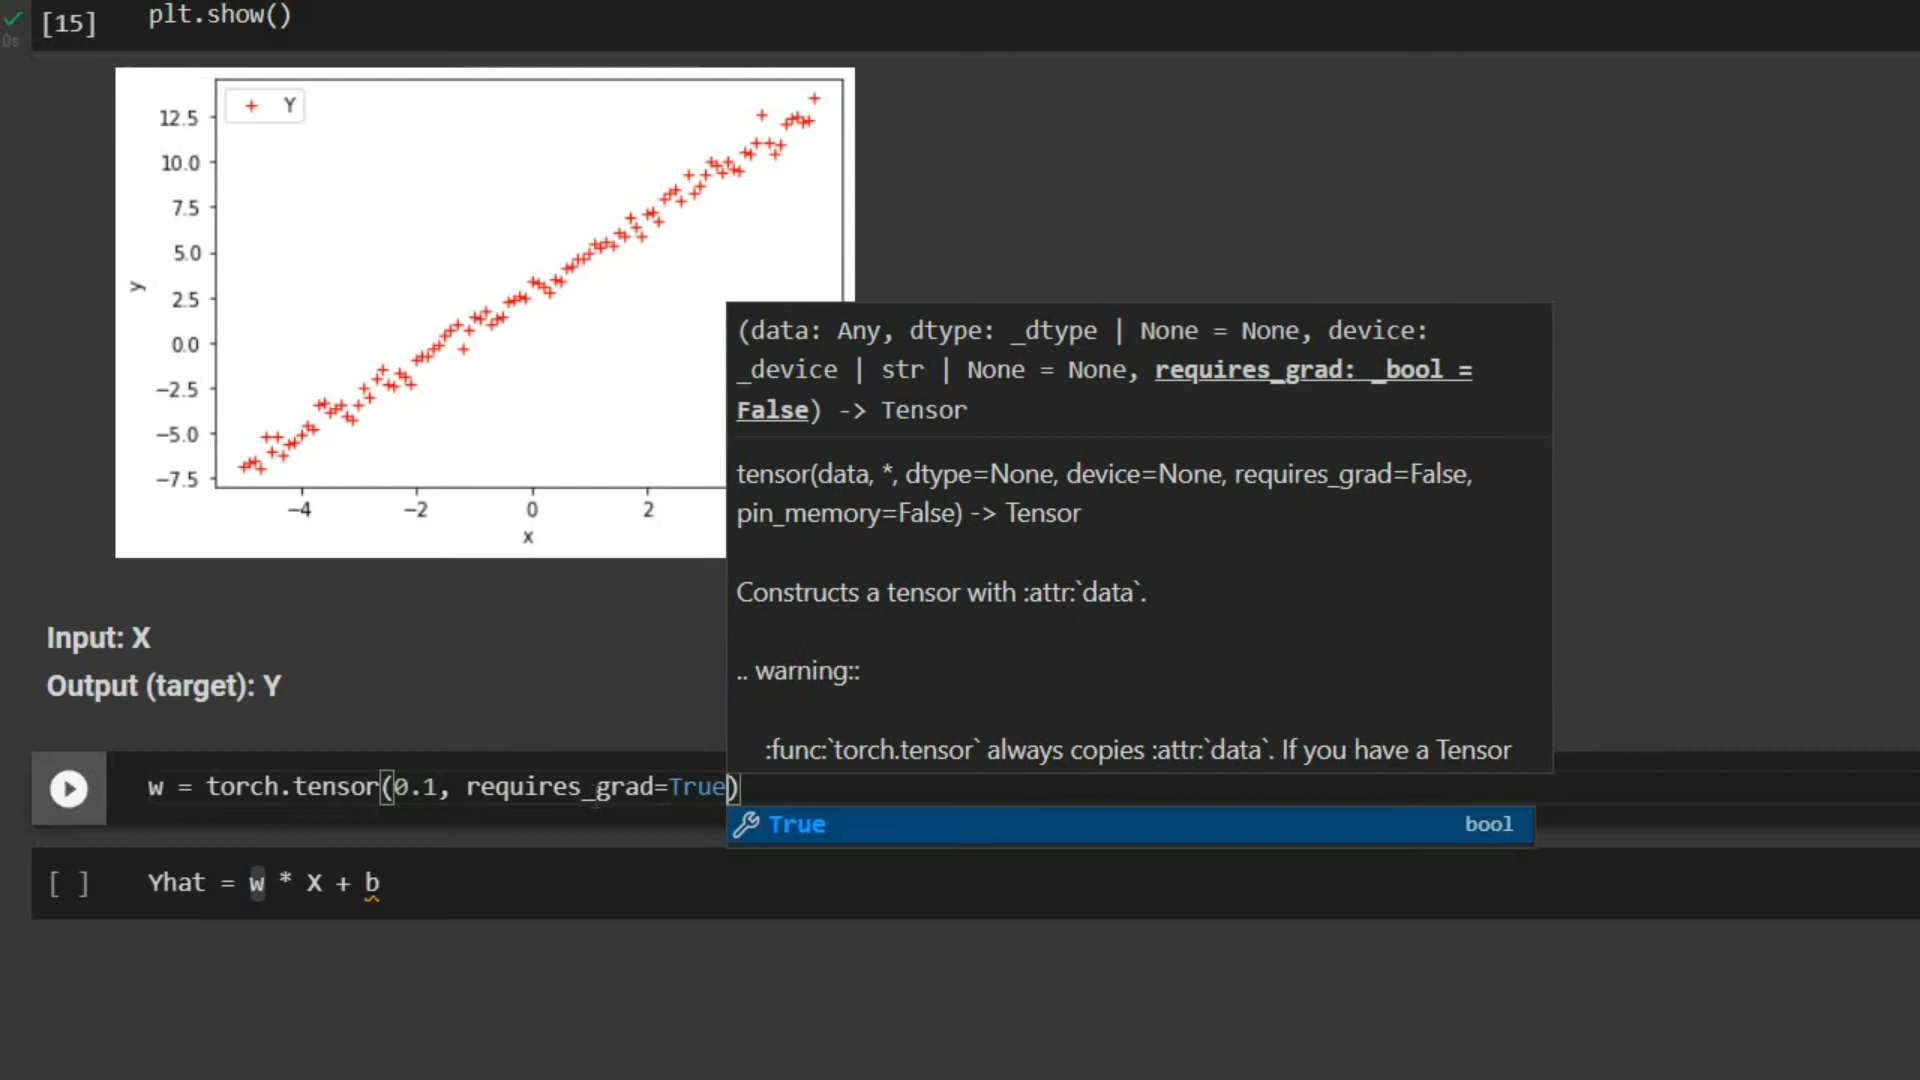 [15]
plt.show()
0s
Y
12.5
10.0
7.5
5.0
2.5
0.0
−2.5
−5.0
−7.5
y
−4
−2
0
2
x
(data: Any, dtype: _dtype | None = None, device:
_device | str | None = None, requires_grad: _bool =
False) -> Tensor
tensor(data, *, dtype=None, device=None, requires_grad=False,
pin_memory=False) -> Tensor
Constructs a tensor with :attr:`data`.
.. warning::
:func:`torch.tensor` always copies :attr:`data`. If you have a Tensor
Input: X
Output (target): Y
w = torch.tensor(0.1, requires_grad=True)
True
bool
[ ]
Yhat = w * X + b